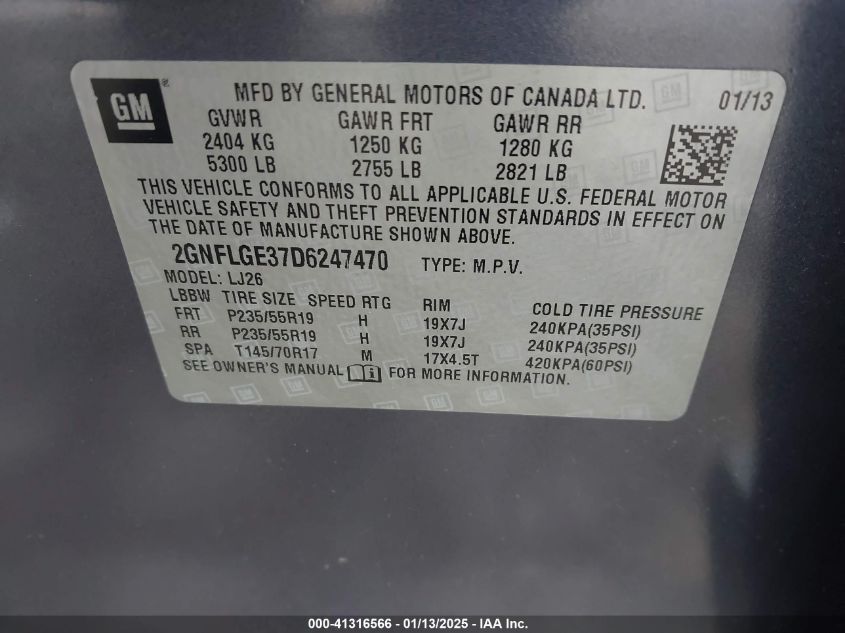 GM ® MFD BY GENERAL MOTORS OF CANADA LTD. 01/13
GVWR GAWR FRT GAWR RR
2404 KG 1250 KG 1280 KG
5300 LB 2755 LB 2821 LB
THIS VEHICLE CONFORMS TO ALL APPLICABLE U.S. FEDERAL MOTOR
VEHICLE SAFETY AND THEFT PREVENTION STANDARDS IN EFFECT ON
THE DATE OF MANUFACTURE SHOWN ABOVE.
2GNFLGE37D6247470 TYPE: M.P.V.
MODEL: LJ26
LBBW TIRE SIZE SPEED RTG RIM COLD TIRE PRESSURE
FRT P235/55R19 H 19X7J 240KPA(35PSI)
RR P235/55R19 H 19X7J 240KPA(35PSI)
SPA T145/70R17 M 17X4.5T 420KPA(60PSI)
SEE OWNER'S MANUAL FOR MORE INFORMATION.
000-41316566 - 01/13/2025 - IAA Inc.